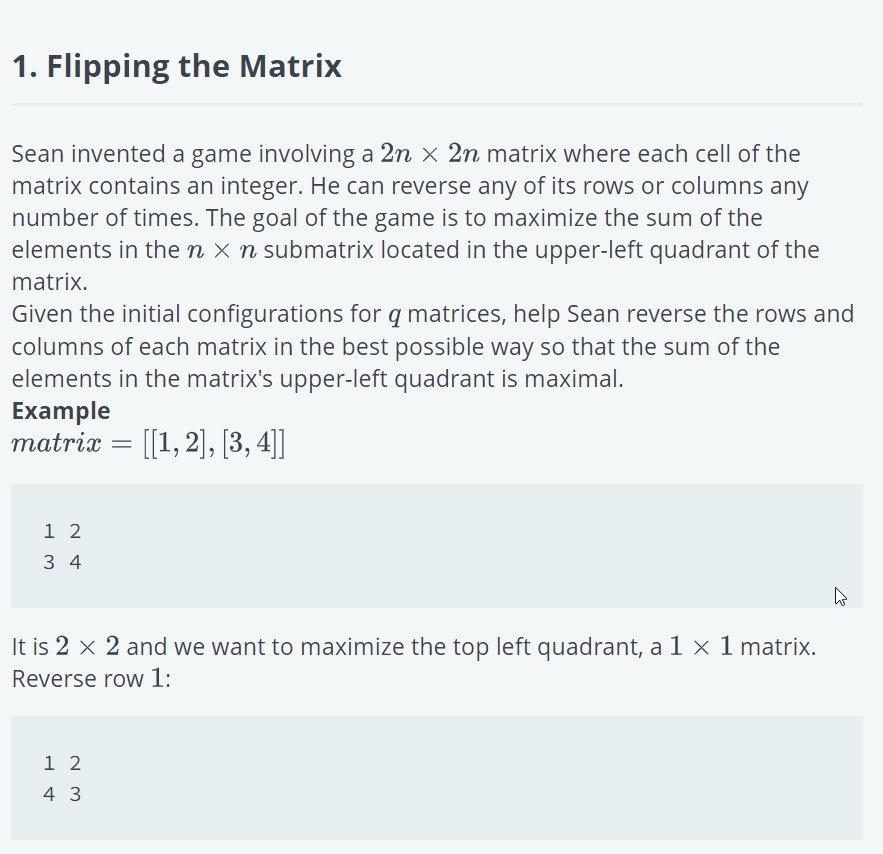 1. Flipping the Matrix
Sean invented a game involving a 2n × 2n matrix where each cell of the
matrix contains an integer. He can reverse any of its rows or columns any
number of times. The goal of the game is to maximize the sum of the
elements in the n × n submatrix located in the upper-left quadrant of the
matrix.
Given the initial configurations for q matrices, help Sean reverse the rows and
columns of each matrix in the best possible way so that the sum of the
elements in the matrix's upper-left quadrant is maximal.
Example
matrix = [[1, 2], [3, 4]]
1 2
3 4
It is 2 × 2 and we want to maximize the top left quadrant, a 1 × 1 matrix.
Reverse row 1:
1 2
4 3